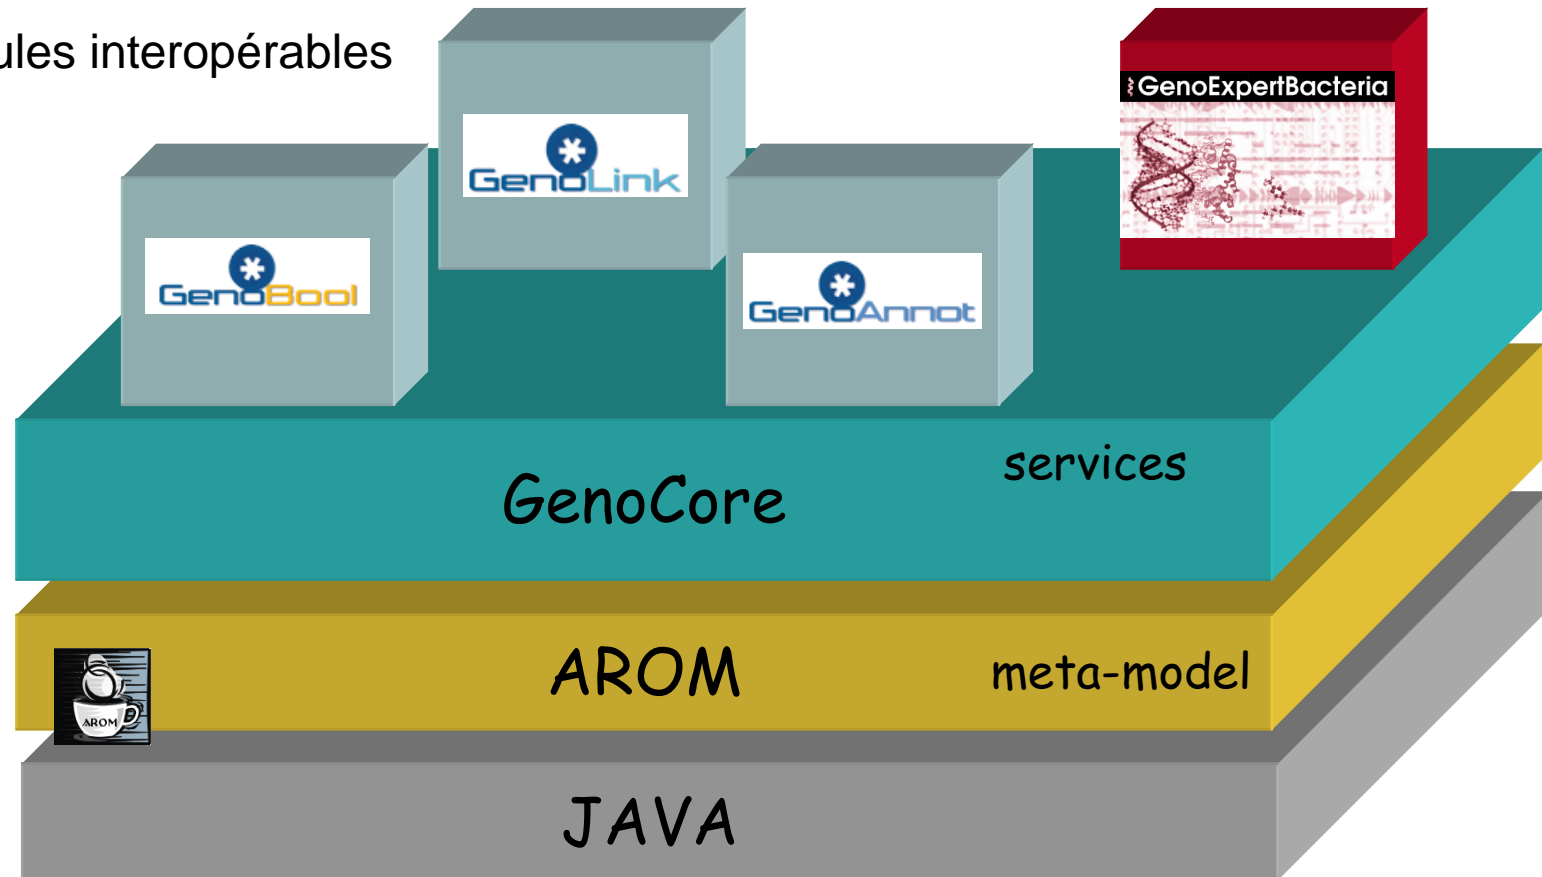 ules interopérables
GenoExpertBacteria
GenoLink
GenoBool
GenoAnnot
services
GenoCore
AROM
meta-model
AROM
JAVA